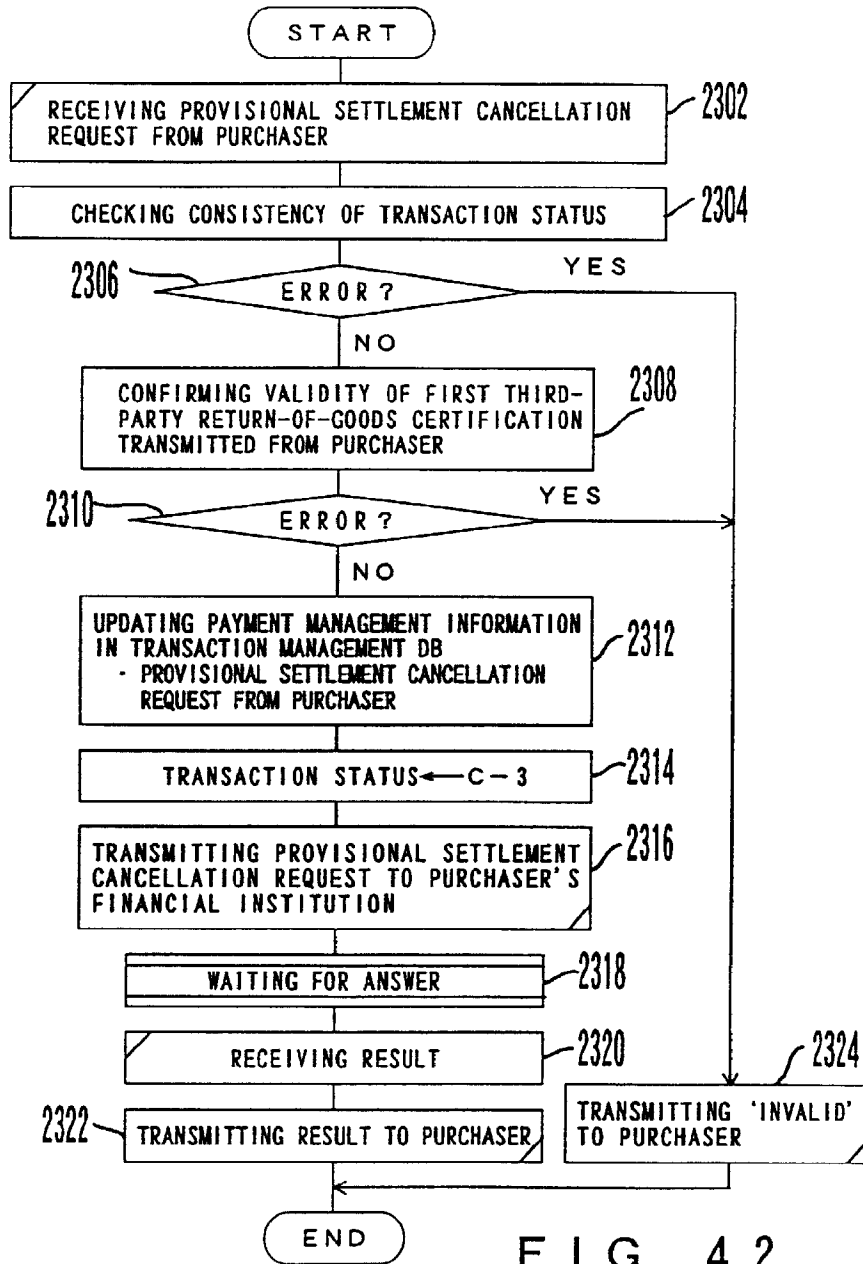 START
RECEIVING PROVISIONAL SETTLEMENT CANCELLATION
REQUEST FROM PURCHASER
2302
CHECKING CONSISTENCY OF TRANSACTION STATUS
2304
2306
ERROR?
YES
NO
CONFIRMING VALIDITY OF FIRST THIRD-
PARTY RETURN-OF-GOODS CERTIFICATION
TRANSMITTED FROM PURCHASER
2308
2310
ERROR?
YES
NO
UPDATING PAYMENT MANAGEMENT INFORMATION
IN TRANSACTION MANAGEMENT DB
· PROVISIONAL SETTLEMENT CANCELLATION
REQUEST FROM PURCHASER
2312
TRANSACTION STATUS←C-3
2314
TRANSMITTING PROVISIONAL SETTLEMENT
CANCELLATION REQUEST TO PURCHASER'S
FINANCIAL INSTITUTION
2316
WAITING FOR ANSWER
2318
RECEIVING RESULT
2320
2322
TRANSMITTING RESULT TO PURCHASER
2324
TRANSMITTING 'INVALID'
TO PURCHASER
END
FIG. 42